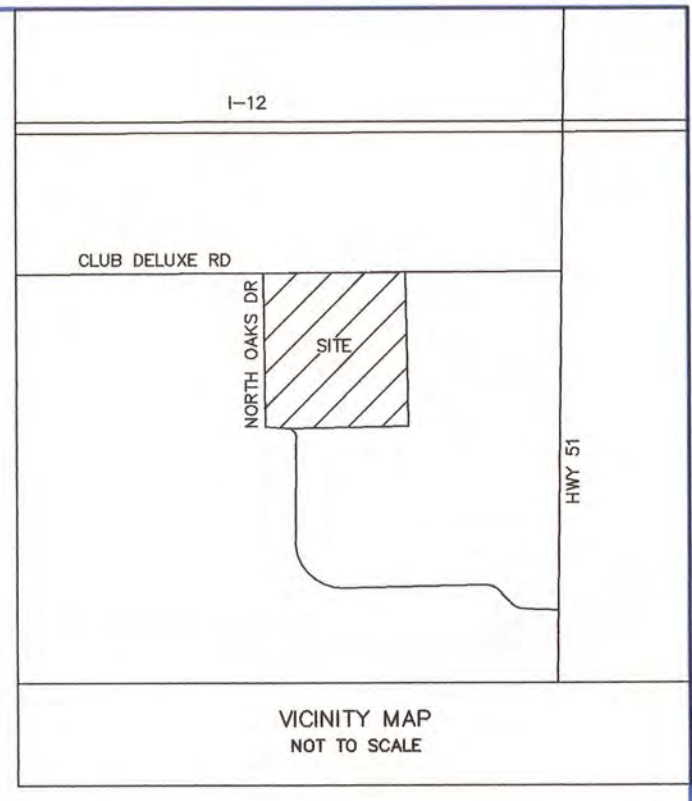 I-12
CLUB DELUXE RD
NORTH OAKS DR
SITE
HWY 51
VICINITY MAP
NOT TO SCALE